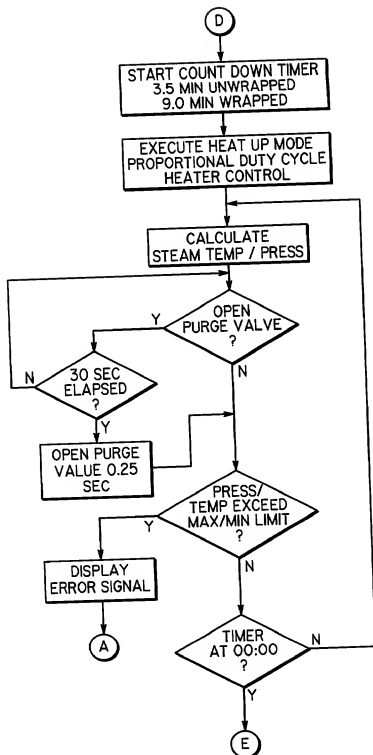 D
START COUNT DOWN TIMER
3.5 MIN UNWRAPPED
9.0 MIN WRAPPED
EXECUTE HEAT UP MODE
PROPORTIONAL DUTY CYCLE
HEATER CONTROL
CALCULATE
STEAM TEMP / PRESS
OPEN
PURGE VALVE
?
Y
N
30 SEC
ELAPSED
?
N
Y
OPEN PURGE
VALUE 0.25
SEC
PRESS/
TEMP EXCEED
MAX/MIN LIMIT
?
Y
N
DISPLAY
ERROR SIGNAL
A
TIMER
AT 00:00
?
N
Y
E